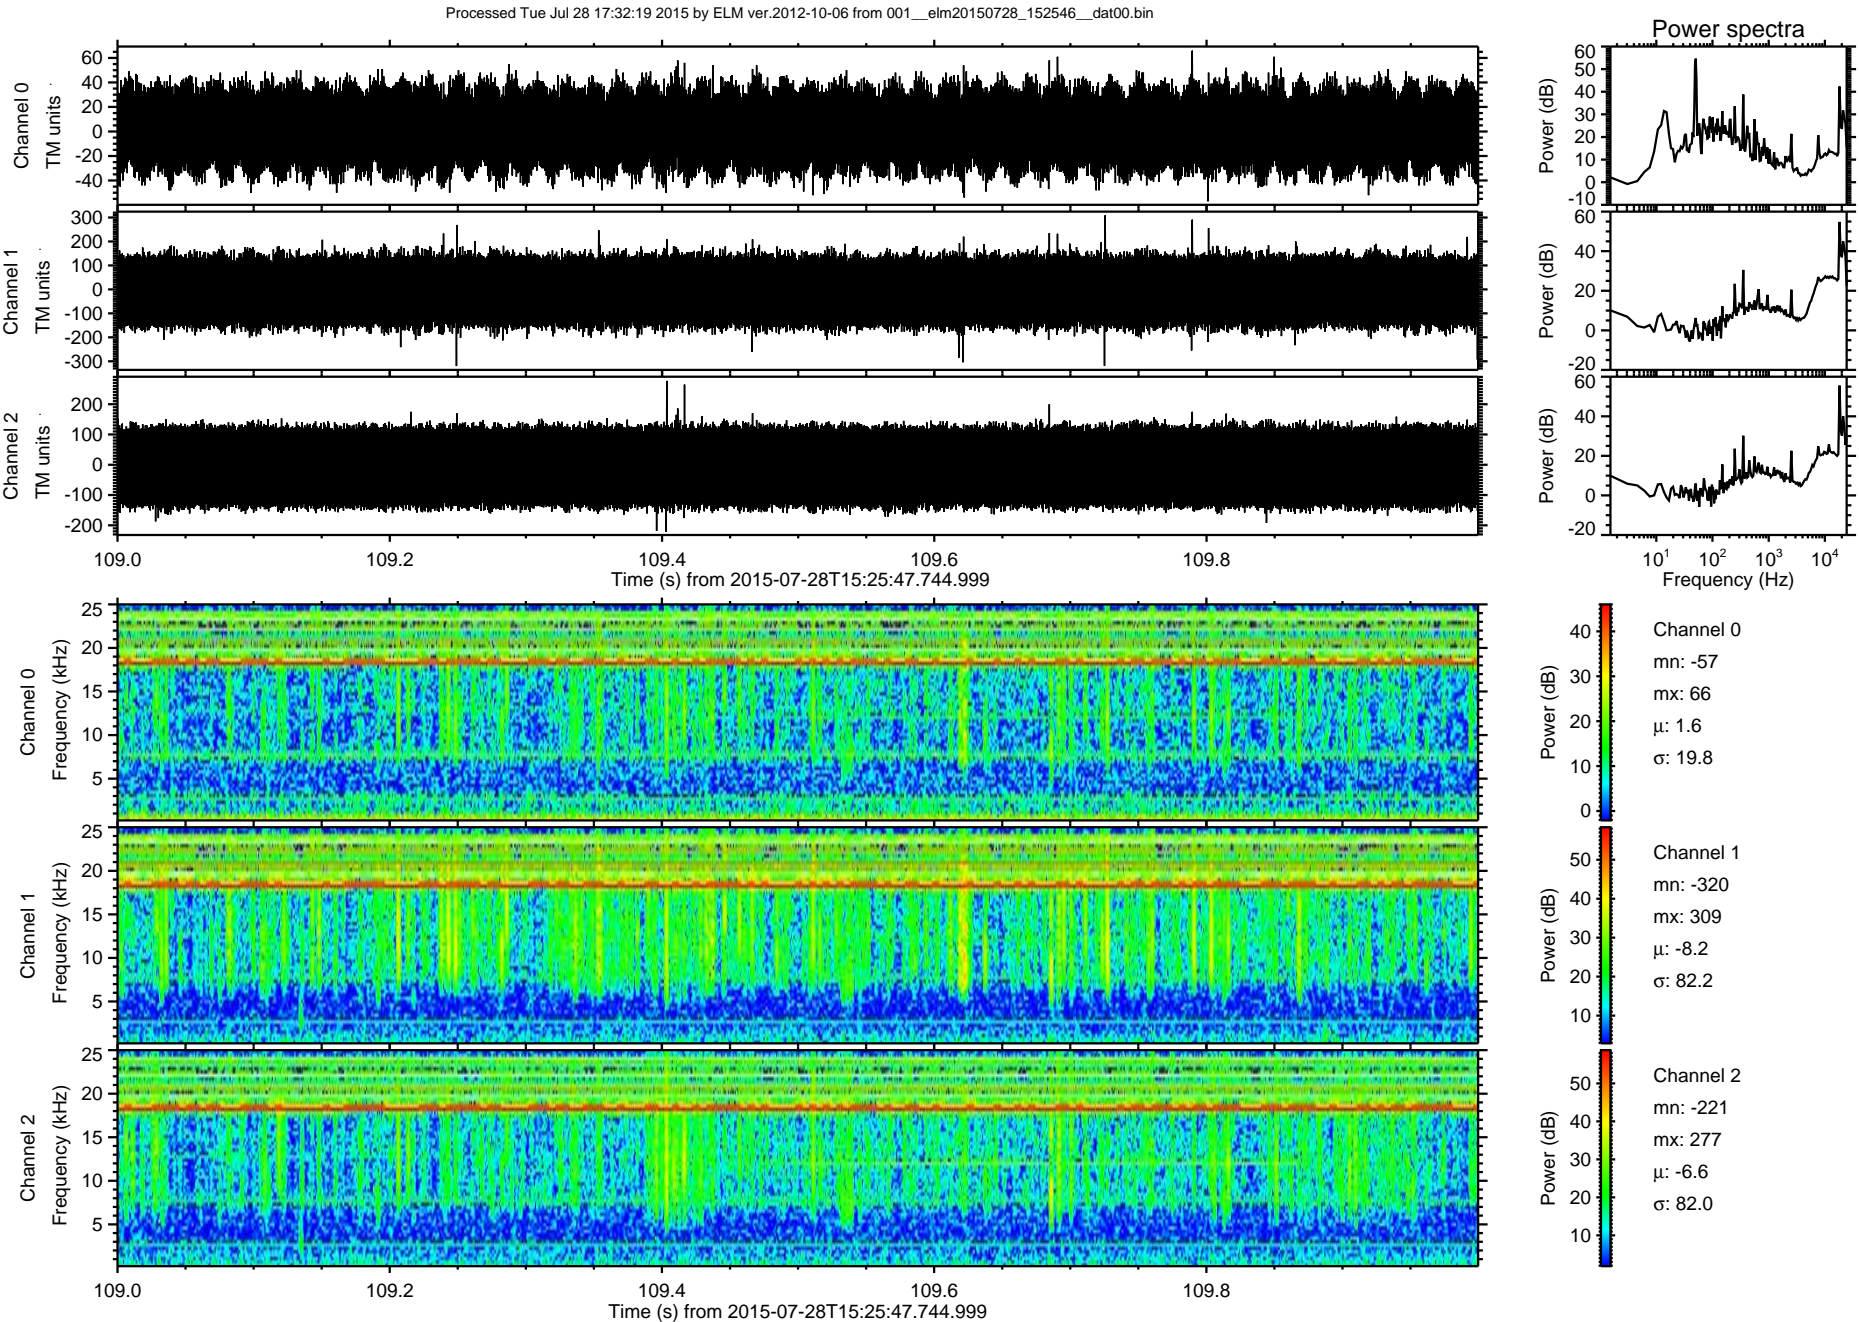 Processed Tue Jul 28 17:32:19 2015 by ELM ver.2012-10-06 from 001__elm20150728_152546__dat00.bin
Power spectra
Channel 0
TM units
60
40
20
0
-20
-40
Power (dB)
60
50
40
30
20
10
0
-10
Channel 1
TM units
300
200
100
0
-100
-200
-300
Power (dB)
60
40
20
0
-20
Channel 2
TM units
200
100
0
-100
-200
Power (dB)
60
40
20
0
-20
109.0 109.2 109.4 109.6 109.8
Time (s) from 2015-07-28T15:25:47.744.999
10¹ 10² 10³ 10⁴
Frequency (Hz)
Channel 0
Frequency (kHz)
25
20
15
10
5
Power (dB)
40
30
20
10
0
Channel 0
mn: -57
mx: 66
µ: 1.6
σ: 19.8
Channel 1
Frequency (kHz)
25
20
15
10
5
Power (dB)
50
40
30
20
10
Channel 1
mn: -320
mx: 309
µ: -8.2
σ: 82.2
Channel 2
Frequency (kHz)
25
20
15
10
5
Power (dB)
50
40
30
20
10
Channel 2
mn: -221
mx: 277
µ: -6.6
σ: 82.0
109.0 109.2 109.4 109.6 109.8
Time (s) from 2015-07-28T15:25:47.744.999